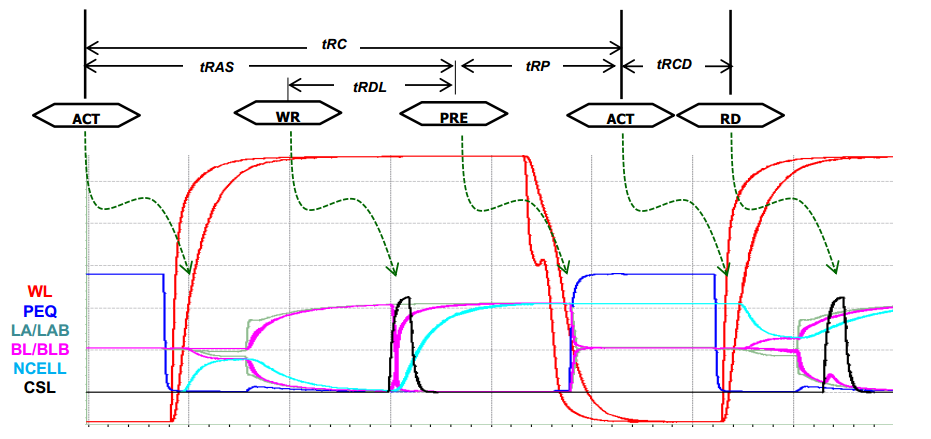 tRC
tRAS
tRP
tRCD
tRDL
ACT
WR
PRE
ACT
RD
WL
PEQ
LA/LAB
BL/BLB
NCELL
CSL